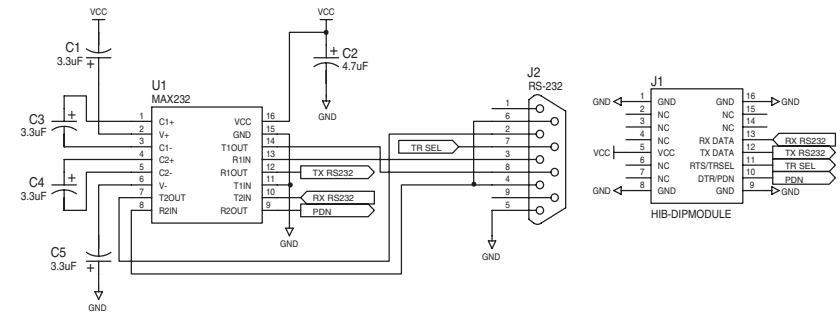 VCC
C1
3.3uF
+
VCC
+
C2
4.7uF
GND
C3
3.3uF
+
C4
3.3uF
+
C5
3.3uF
+
GND
U1
MAX232
1 C1+ VCC 16
2 V+ GND 15
3 C1- T1OUT 14
4 C2+ R1IN 13
5 C2- R1OUT 12
6 V- T1IN 11
7 T2OUT T2IN 10
8 R2IN R2OUT 9
TX RS232
RX RS232
PDN
GND
TR SEL
J2
RS-232
1
6
2
7
3
8
4
9
5
GND
J1
GND 1 GND GND 16 GND
2 NC NC 15
3 NC NC 14
4 NC RX DATA 13 RX RS232
VCC 5 VCC TX DATA 12 TX RS232
6 NC RTS/TRSEL 11 TR SEL
7 NC DTR/PDN 10 PDN
GND 8 GND GND 9 GND
HIB-DIPMODULE